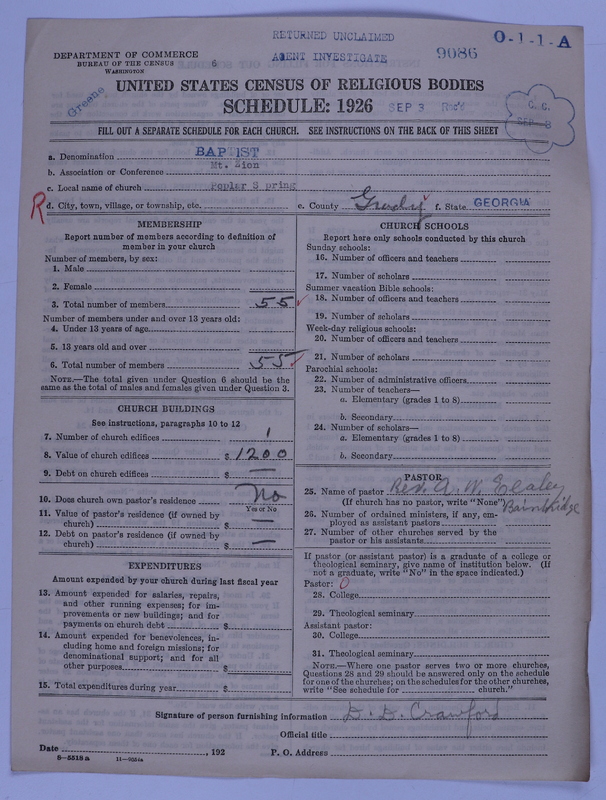 RETURNED UNCLAIMED
AGENT INVESTIGATE
9086
O-1-1-A
DEPARTMENT OF COMMERCE
BUREAU OF THE CENSUS
WASHINGTON
6
Greene
UNITED STATES CENSUS OF RELIGIOUS BODIES
SCHEDULE: 1926
SEP 3 Rec'd
C.C.
SEP - 8
FILL OUT A SEPARATE SCHEDULE FOR EACH CHURCH. SEE INSTRUCTIONS ON THE BACK OF THIS SHEET
a. Denomination BAPTIST
b. Association or Conference Mt. Sion
c. Local name of church Poplar Spring
R
d. City, town, village, or township, etc.
e. County Grady
f. State GEORGIA
MEMBERSHIP
Report number of members according to definition of
member in your church
Number of members, by sex:
1. Male
2. Female
3. Total number of members 55
Number of members under and over 13 years old:
4. Under 13 years of age
5. 13 years old and over
6. Total number of members 55
NOTE.—The total given under Question 6 should be the
same as the total of males and females given under Question 3.
CHURCH BUILDINGS
See instructions, paragraphs 10 to 12
7. Number of church edifices 1
8. Value of church edifices $ 1200
9. Debt on church edifices $ —
10. Does church own pastor's residence No
Yes or No
11. Value of pastor's residence (if owned by
church) $ —
12. Debt on pastor's residence (if owned by
church) $ —
EXPENDITURES
Amount expended by your church during last fiscal year
13. Amount expended for salaries, repairs,
and other running expenses; for im-
provements or new buildings; and for
payments on church debt $
14. Amount expended for benevolences, in-
cluding home and foreign missions; for
denominational support; and for all
other purposes $
15. Total expenditures during year $
CHURCH SCHOOLS
Report here only schools conducted by this church
Sunday schools:
16. Number of officers and teachers
17. Number of scholars
Summer vacation Bible schools:
18. Number of officers and teachers
19. Number of scholars
Week-day religious schools:
20. Number of officers and teachers
21. Number of scholars
Parochial schools:
22. Number of administrative officers
23. Number of teachers—
a. Elementary (grades 1 to 8)
b. Secondary
24. Number of scholars—
a. Elementary (grades 1 to 8)
b. Secondary
PASTOR
25. Name of pastor Rev. A. W. Ealey
(If church has no pastor, write "None") Bainbridge
26. Number of ordained ministers, if any, em-
ployed as assistant pastors
27. Number of other churches served by the
pastor or his assistants
If pastor (or assistant pastor) is a graduate of a college or
theological seminary, give name of institution below. (If
not a graduate, write "No" in the space indicated.)
Pastor: 0
28. College
29. Theological seminary
Assistant pastor:
30. College
31. Theological seminary
NOTE.—Where one pastor serves two or more churches,
Questions 28 and 29 should be answered only on the schedule
for one of the churches; on the schedules for the other churches,
write "See schedule for church."
Signature of person furnishing information D. D. Crawford
Official title
Date , 192
P. O. Address
8-5518 a